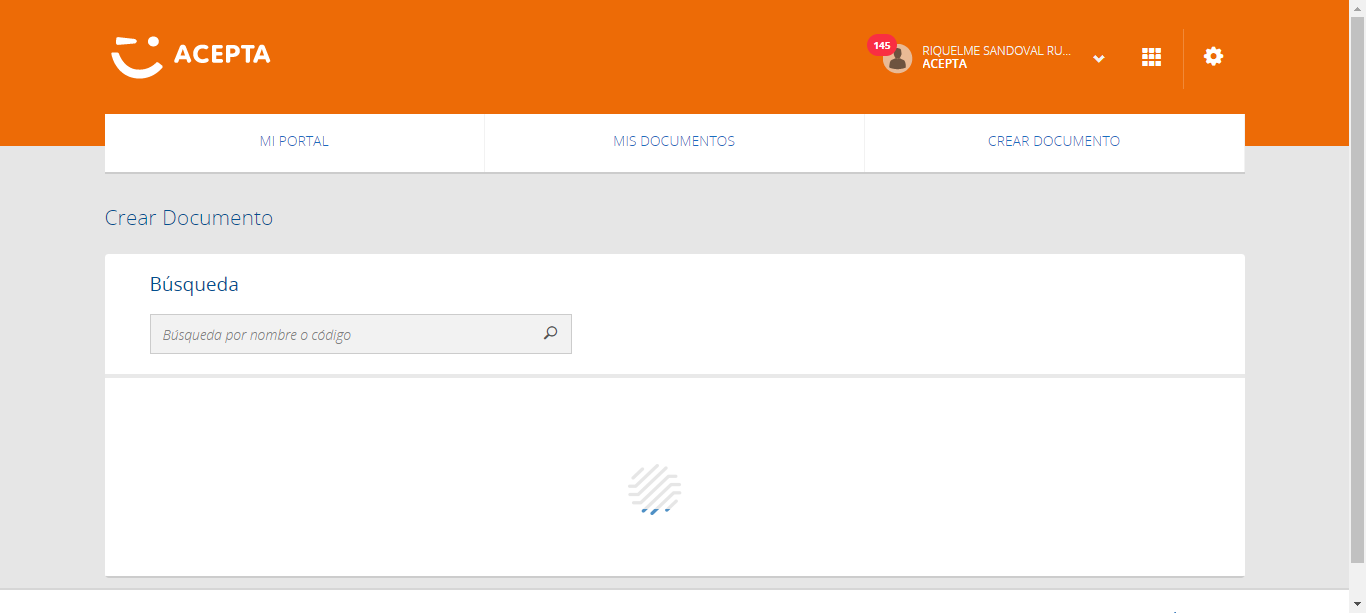 ACEPTA
145
RIQUELME SANDOVAL RU...
ACEPTA
MI PORTAL
MIS DOCUMENTOS
CREAR DOCUMENTO
Crear Documento
Búsqueda
Búsqueda por nombre o código